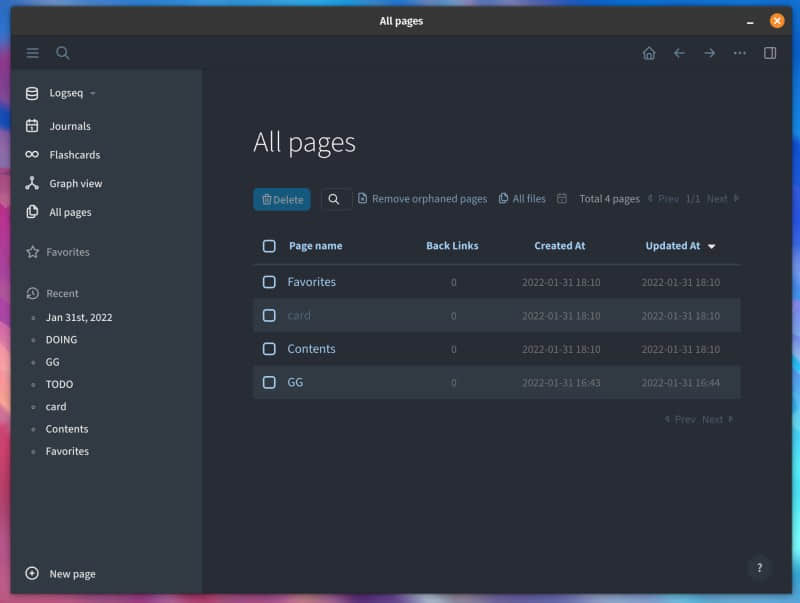 All pages
Logseq
Journals
Flashcards
Graph view
All pages
Favorites
Recent
Jan 31st, 2022
DOING
GG
TODO
card
Contents
Favorites
New page
All pages
Delete Remove orphaned pages All files Total 4 pages Prev 1/1 Next
Page name Back Links Created At Updated At
Favorites 0 2022-01-31 18:10 2022-01-31 18:10
card 0 2022-01-31 18:10 2022-01-31 18:10
Contents 0 2022-01-31 18:10 2022-01-31 18:10
GG 0 2022-01-31 16:43 2022-01-31 16:44
Prev Next
?